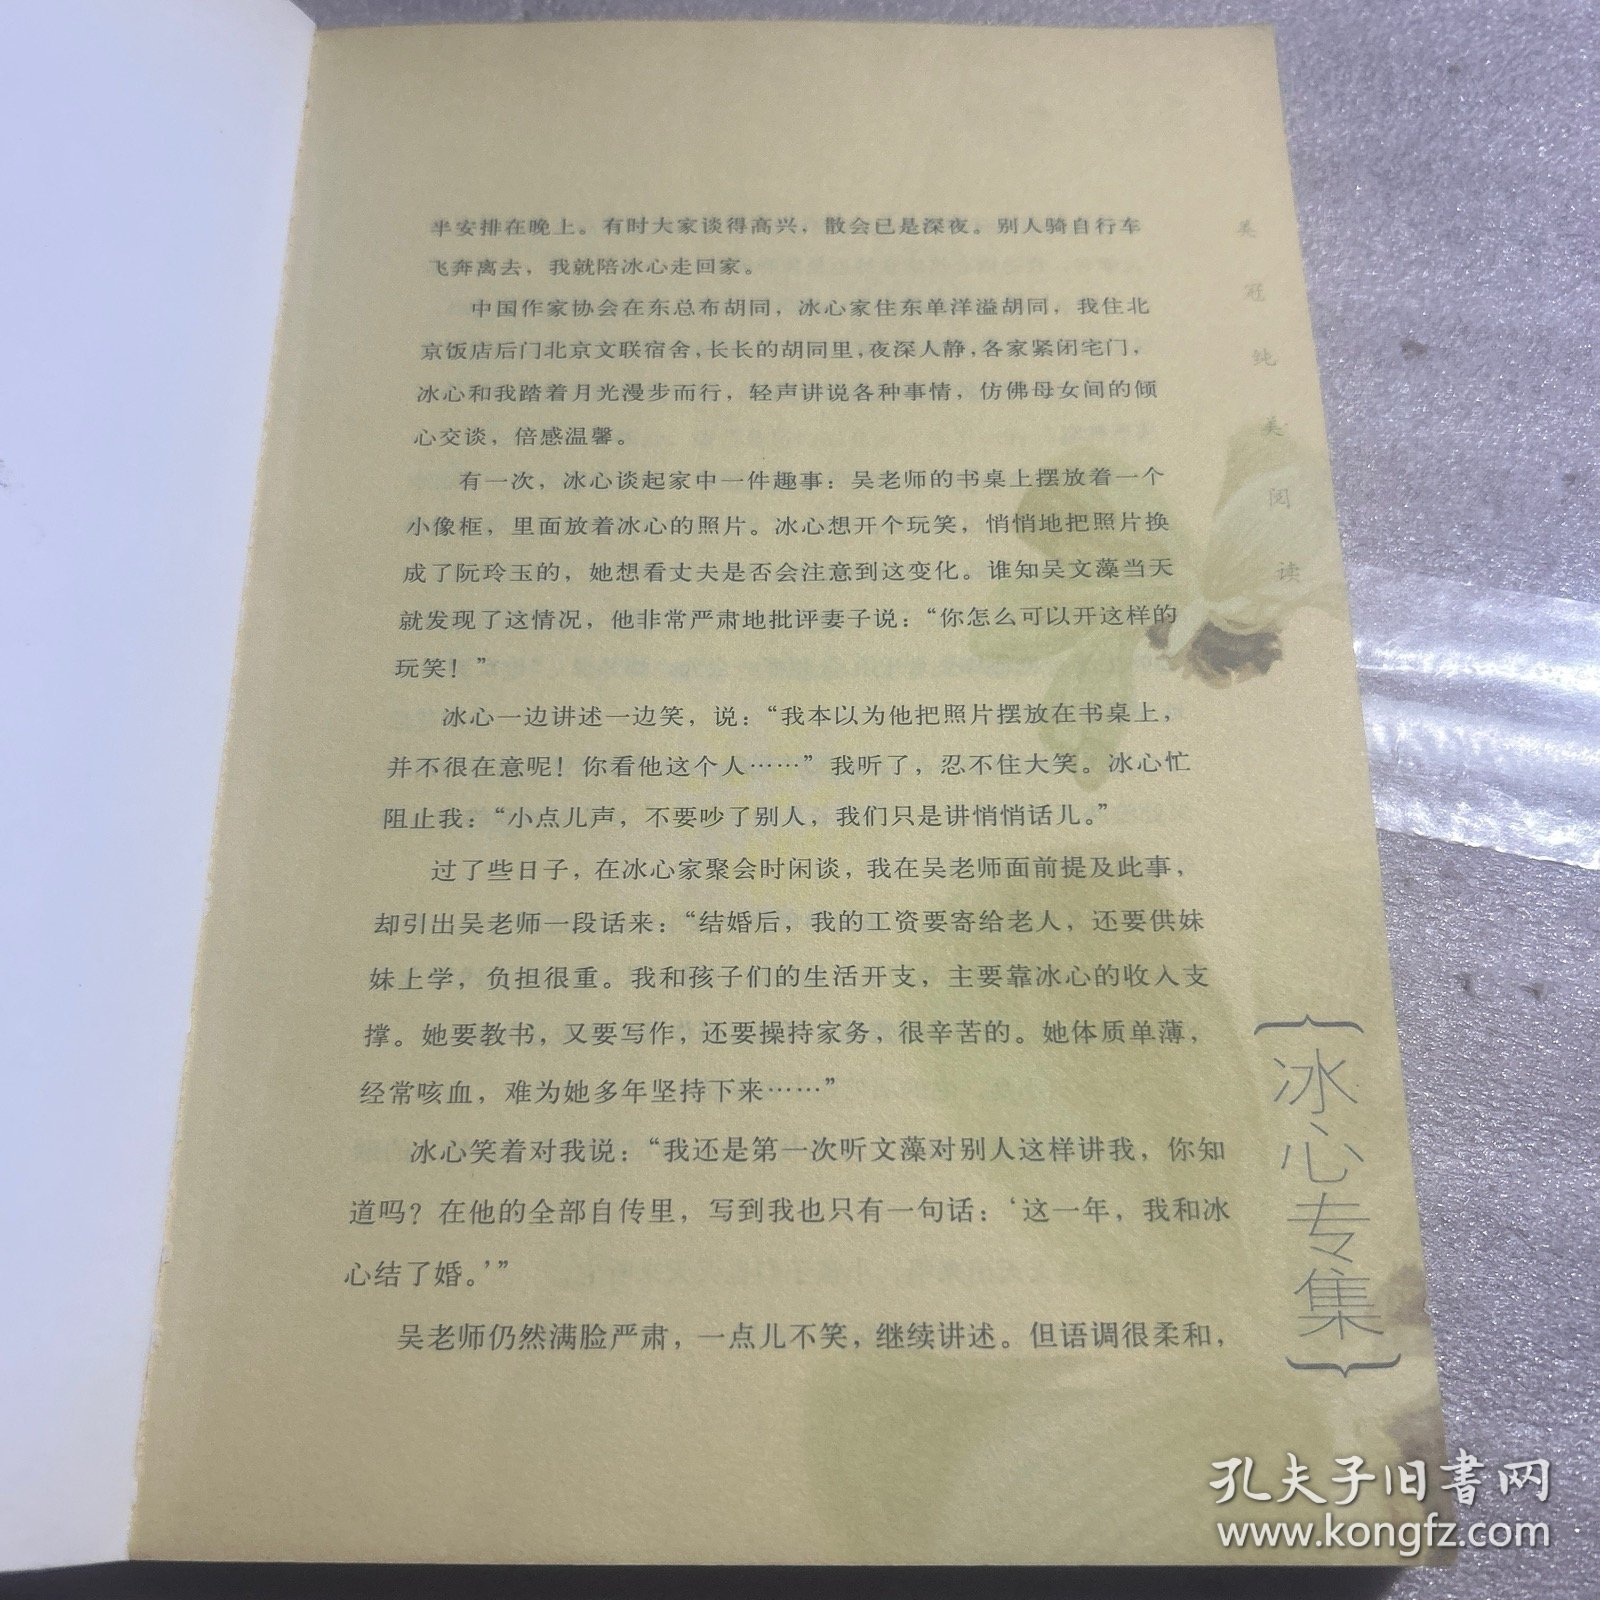 半安排在晚上。有时大家谈得高兴，散会已是深夜。别人骑自行车
飞奔离去，我就陪冰心走回家。
中国作家协会在东总布胡同，冰心家住东单洋溢胡同，我住北
京饭店后门北京文联宿舍，长长的胡同里，夜深人静，各家紧闭宅门，
冰心和我踏着月光漫步而行，轻声讲说各种事情，仿佛母女间的倾
心交谈，倍感温馨。
有一次，冰心谈起家中一件趣事：吴老师的书桌上摆放着一个
小像框，里面放着冰心的照片。冰心想开个玩笑，悄悄地把照片换
成了阮玲玉的，她想看丈夫是否会注意到这变化。谁知吴文藻当天
就发现了这情况，他非常严肃地批评妻子说：“你怎么可以开这样的
玩笑！”
冰心一边讲述一边笑，说：“我本以为他把照片摆放在书桌上，
并不很在意呢！你看他这个人……”我听了，忍不住大笑。冰心忙
阻止我：“小点儿声，不要吵了别人，我们只是讲悄悄话儿。”
过了些日子，在冰心家聚会时闲谈，我在吴老师面前提及此事，
却引出吴老师一段话来：“结婚后，我的工资要寄给老人，还要供妹
妹上学，负担很重。我和孩子们的生活开支，主要靠冰心的收入支
撑。她要教书，又要写作，还要操持家务，很辛苦的。她体质单薄，
经常咳血，难为她多年坚持下来……”
冰心笑着对我说：“我还是第一次听文藻对别人这样讲我，你知
道吗？在他的全部自传里，写到我也只有一句话：‘这一年，我和冰
心结了婚。’”
吴老师仍然满脸严肃，一点儿不笑，继续讲述。但语调很柔和，
美冠纯美阅读
{冰心专集}
孔夫子旧书网
www.kongfz.com